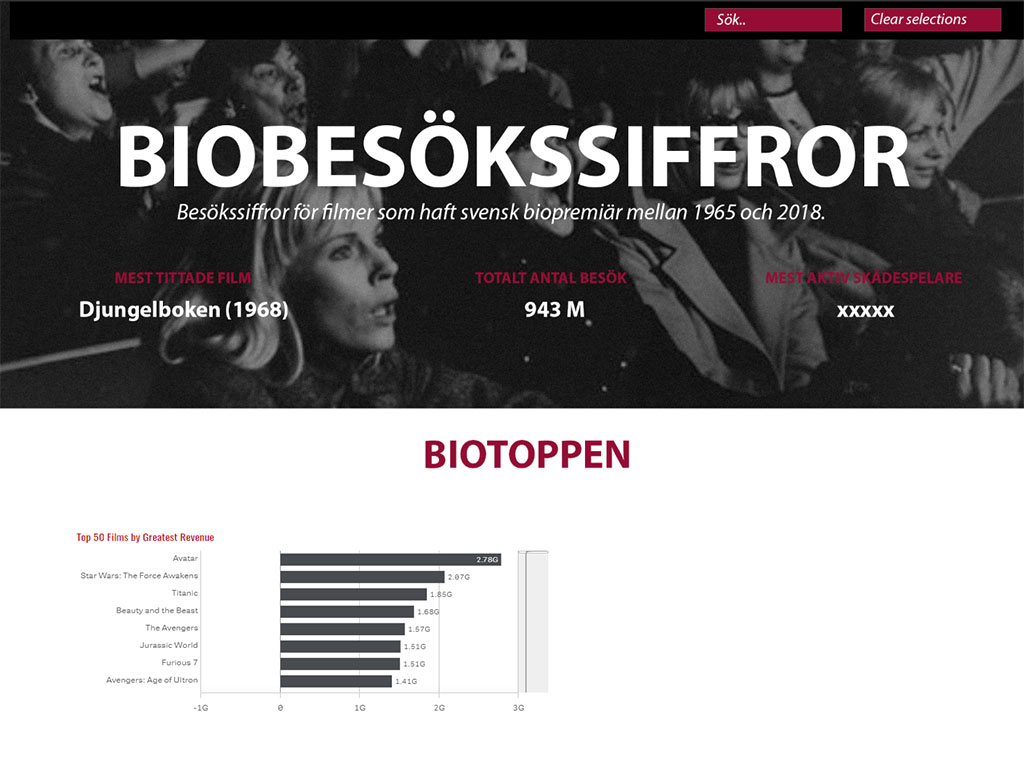 Sök..
Clear selections
BIOBESÖKSSIFFROR
Besökssiffror för filmer som haft svensk biopremiär mellan 1965 och 2018.
MEST TITTADE FILM
TOTALT ANTAL BESÖK
MEST AKTIV SKÅDESPELARE
Djungelboken (1968)
943 M
xxxxx
BIOTOPPEN
Top 50 Films by Greatest Revenue
Avatar 2.78G
Star Wars: The Force Awakens 2.07G
Titanic 1.85G
Beauty and the Beast 1.68G
The Avengers 1.57G
Jurassic World 1.51G
Furious 7 1.51G
Avengers: Age of Ultron 1.41G
-1G 0 1G 2G 3G